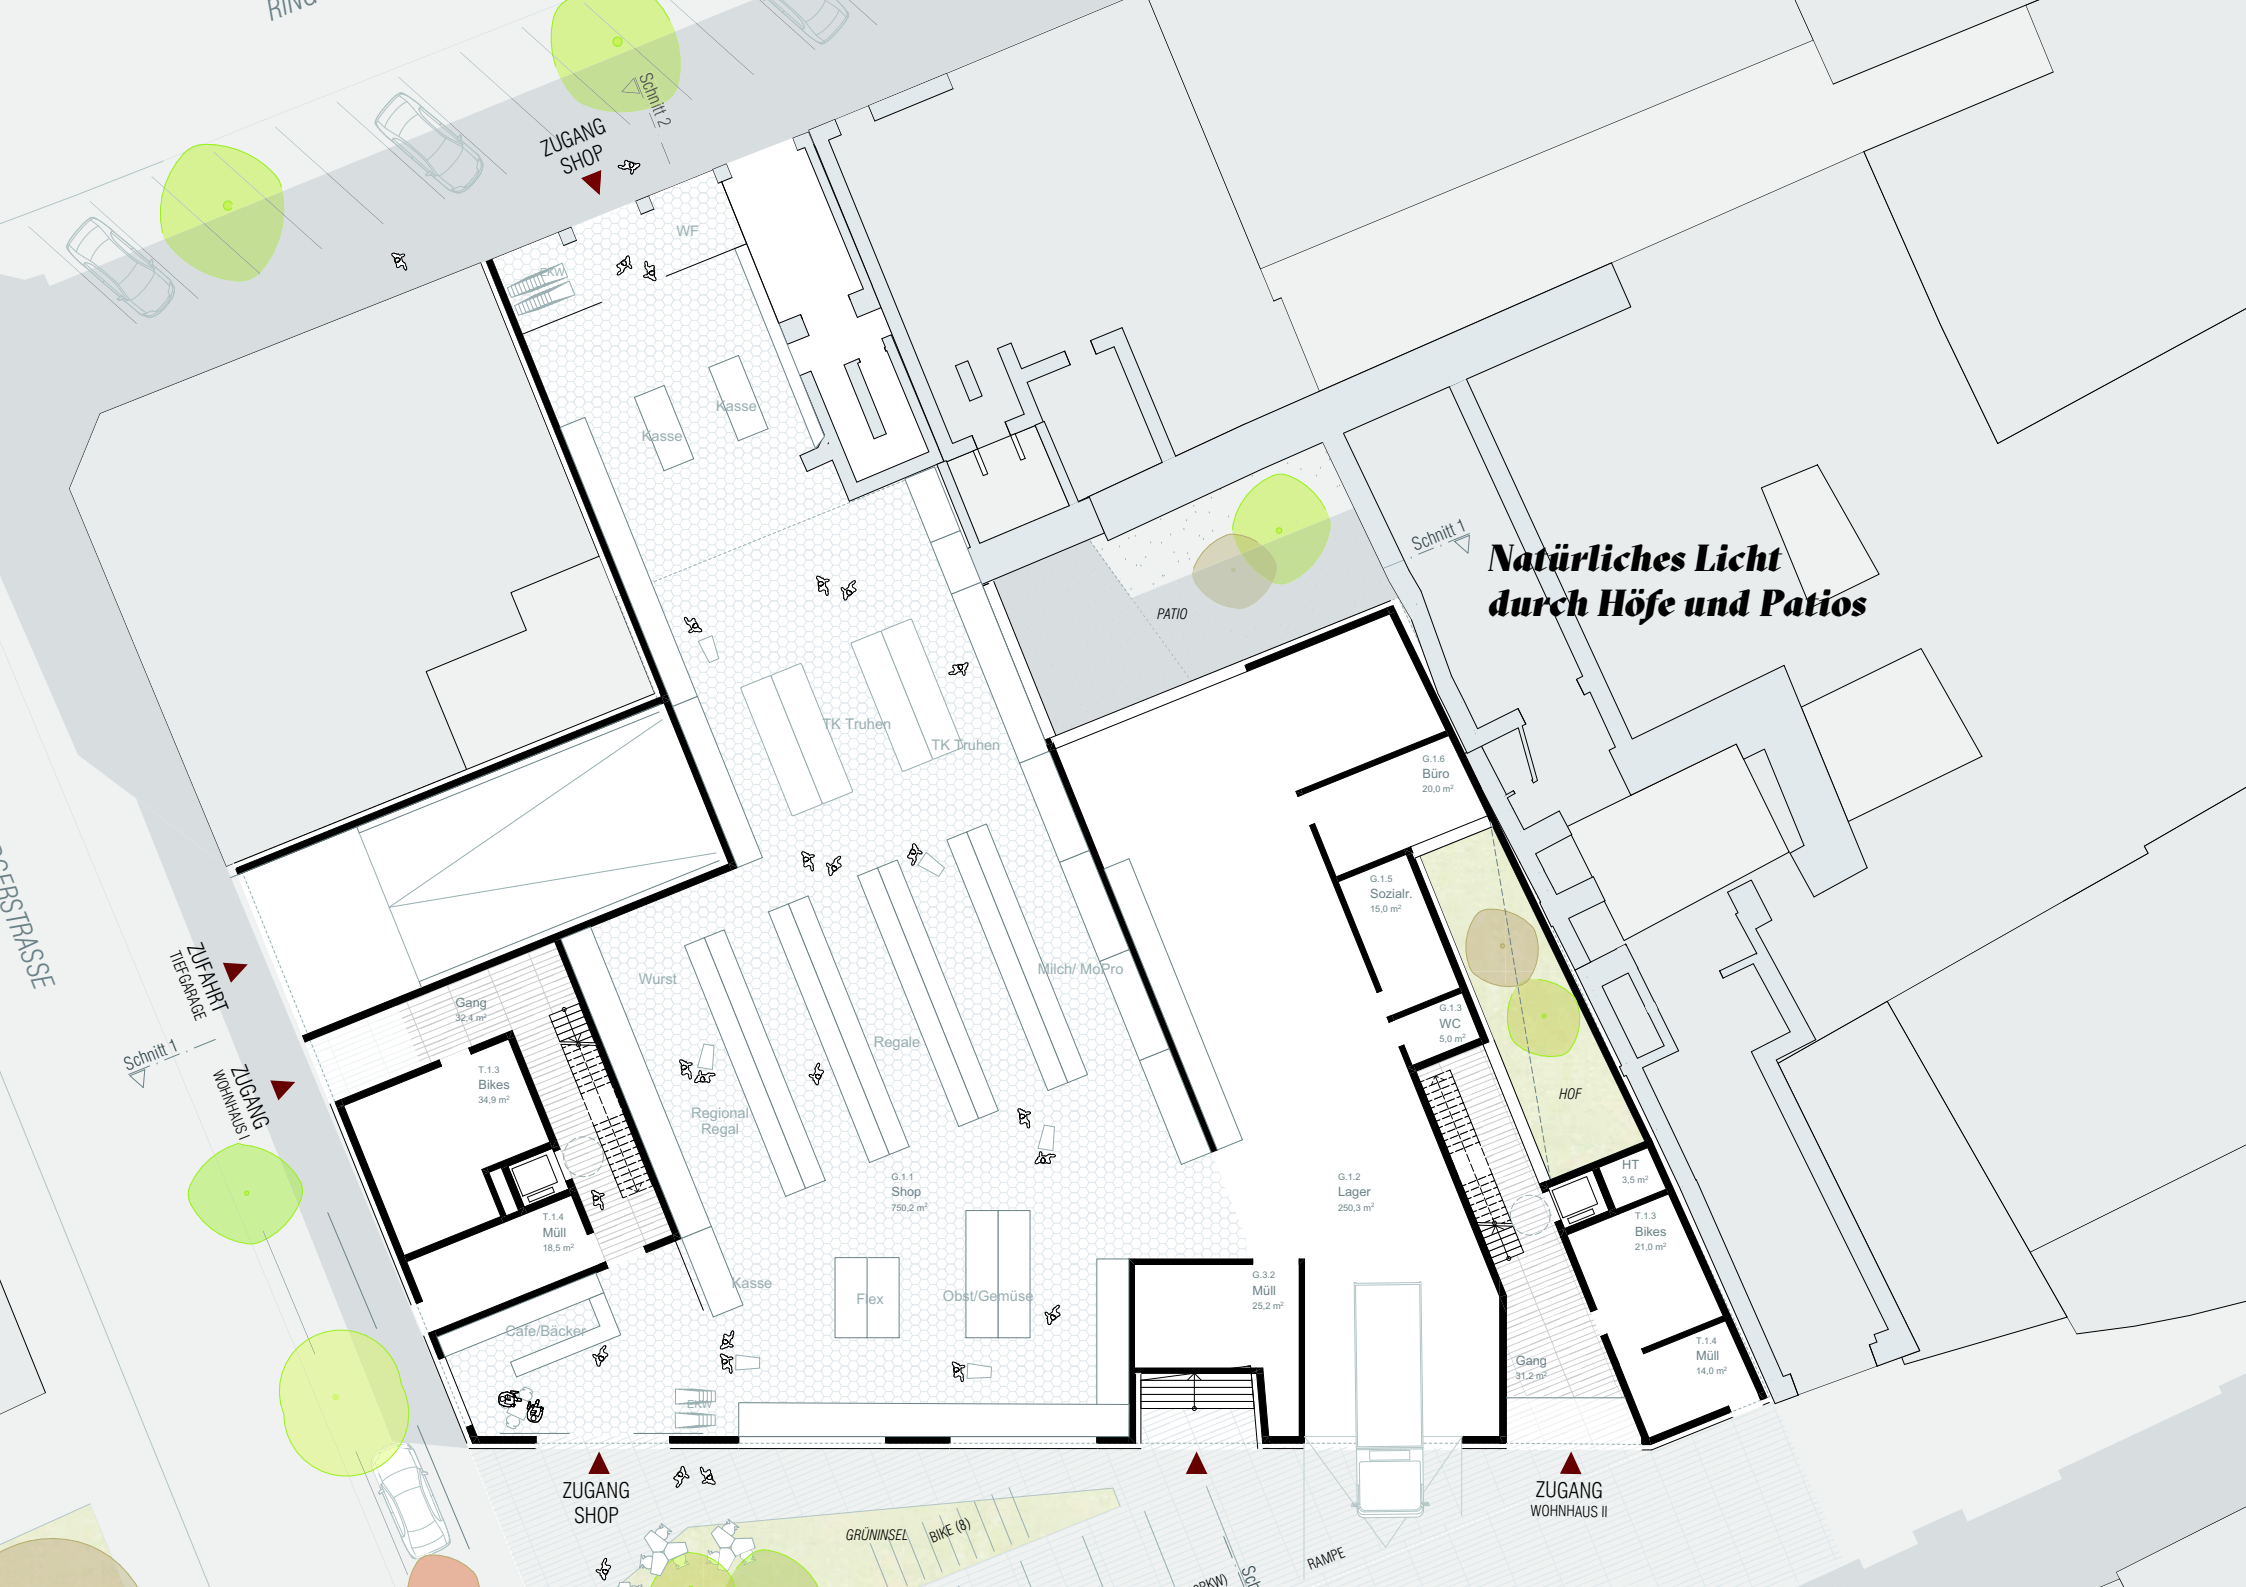 RING
Schnitt 2
ZUGANG
SHOP
WF
EKW
Kasse
Kasse
Schnitt 1
Natürliches Licht
durch Höfe und Patios
PATIO
TK Truhen
TK Truhen
G.1.6
Büro
20,0 m²
G.1.5
Sozialr.
15,0 m²
ZUFAHRT
TIEFGARAGE
Wurst
Milch/ MoPro
Gang
32,4 m²
G.1.3
WC
5,0 m²
Regale
Schnitt 1
ZUGANG
WOHNHAUS I
T.1.3
Bikes
34,9 m²
HOF
Regional
Regal
G.1.1
Shop
750,2 m²
G.1.2
Lager
250,3 m²
HT
3,5 m²
T.1.4
Müll
18,5 m²
T.1.3
Bikes
21,0 m²
Kasse
Flex
Obst/Gemüse
G.3.2
Müll
25,2 m²
Cafe/Bäcker
Gang
31,2 m²
T.1.4
Müll
14,0 m²
EKW
ZUGANG
SHOP
ZUGANG
WOHNHAUS II
GRÜNINSEL
BIKE (8)
RAMPE